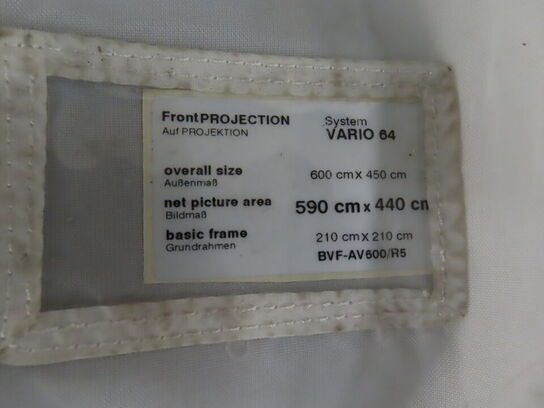 FrontPROJECTION System
Auf PROJEKTION VARIO 64
overall size 600 cm x 450 cm
Außenmaß
net picture area 590 cm x 440 cm
Bildmaß
basic frame 210 cm x 210 cm
Grundrahmen BVF-AV600/R5